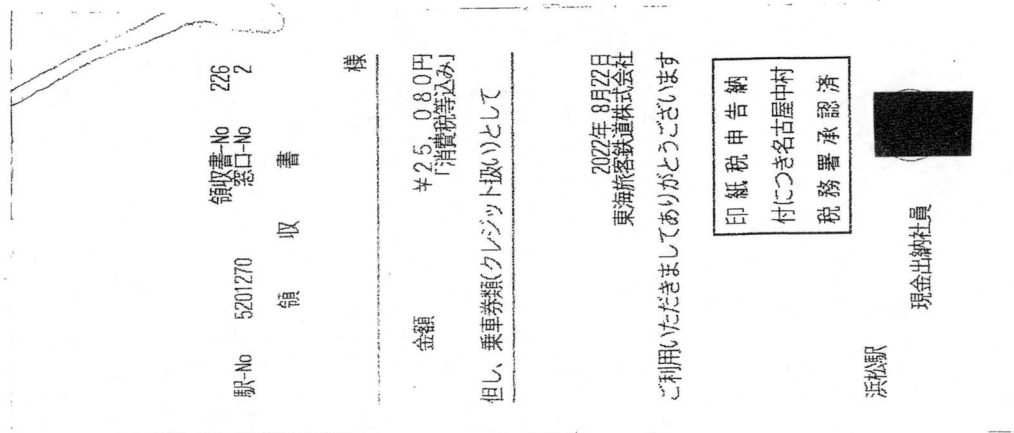 領収書-No 226
駅-No 5201270 窓口-No 2
領 収 書
様
金額 ¥25,080円
「消費税等込み」
但し、乗車券類(クレジット扱い)として
2022年 8月22日
東海旅客鉄道株式会社
ご利用いただきましてありがとうございます
印紙税申告納
付につき名古屋中村
税務署承認済
浜松駅
現金出納社員